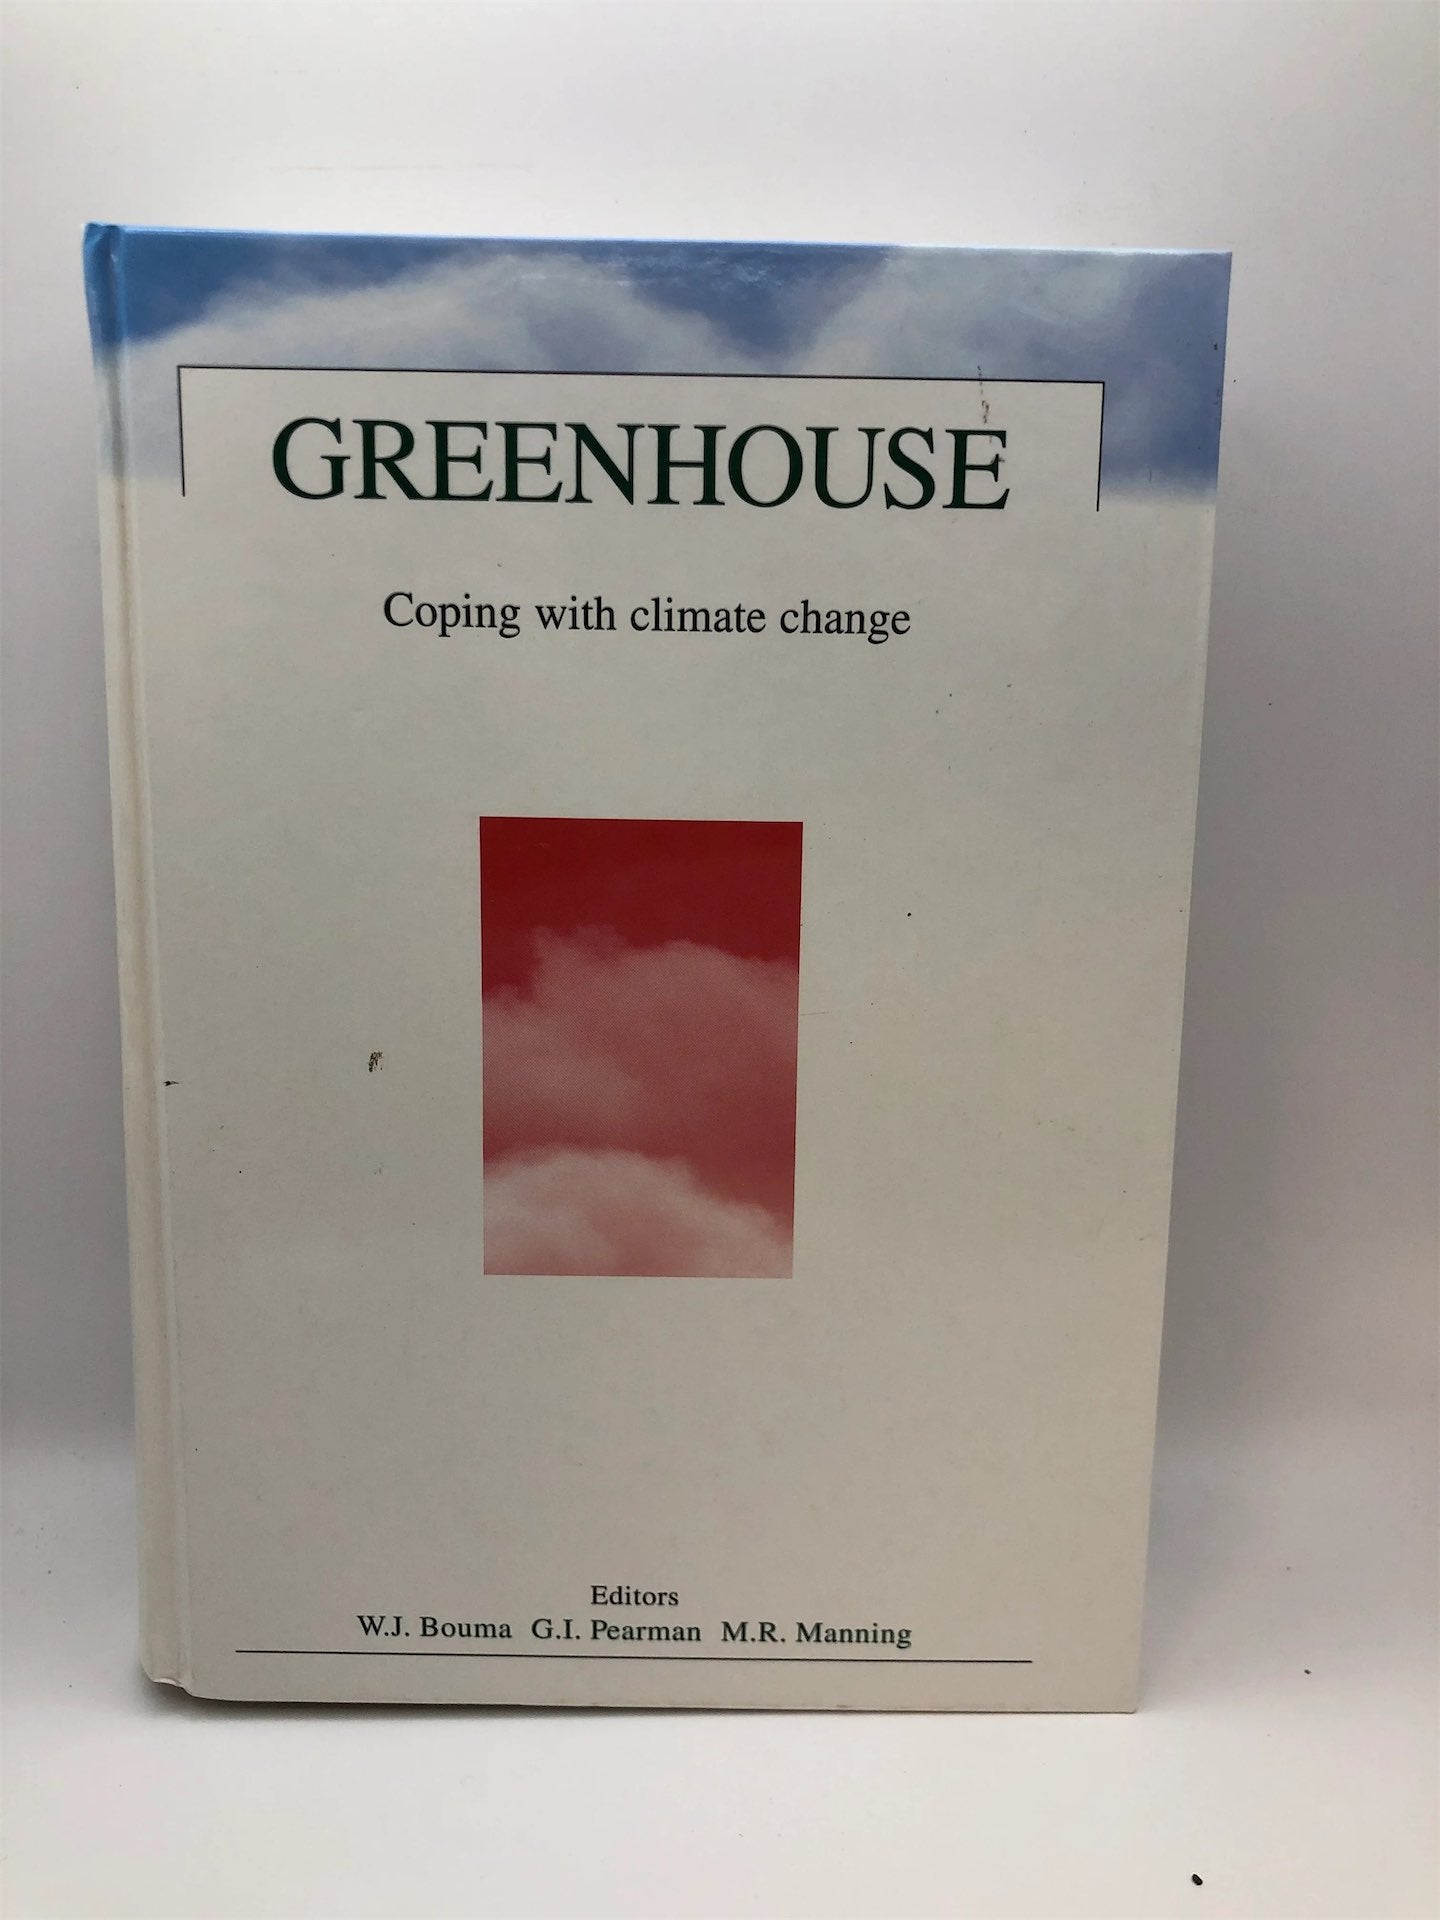 GREENHOUSE
Coping with climate change
Editors
W.J. Bouma G.I. Pearman M.R. Manning